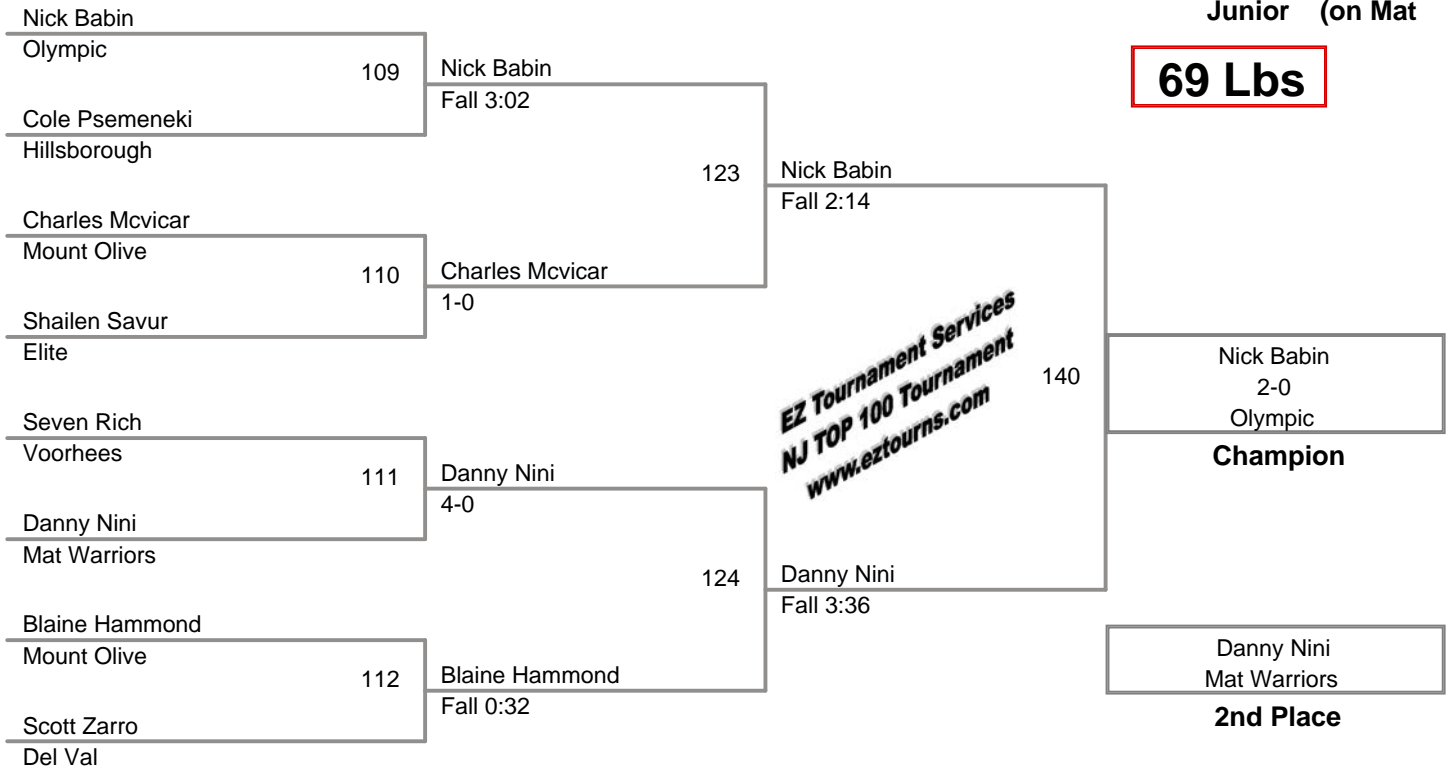 Junior (on Mat
69 Lbs
Nick Babin
Olympic
109
Cole Psemeneki
Hillsborough
Charles Mcvicar
Mount Olive
110
Shailen Savur
Elite
Seven Rich
Voorhees
111
Danny Nini
Mat Warriors
Blaine Hammond
Mount Olive
112
Scott Zarro
Del Val
Nick Babin
Fall 3:02
123
Charles Mcvicar
1-0
Danny Nini
4-0
124
Blaine Hammond
Fall 0:32
Nick Babin
Fall 2:14
EZ Tournament Services
NJ TOP 100 Tournament
www.eztourns.com
140
Danny Nini
Fall 3:36
Nick Babin
2-0
Olympic
Champion
Danny Nini
Mat Warriors
2nd Place